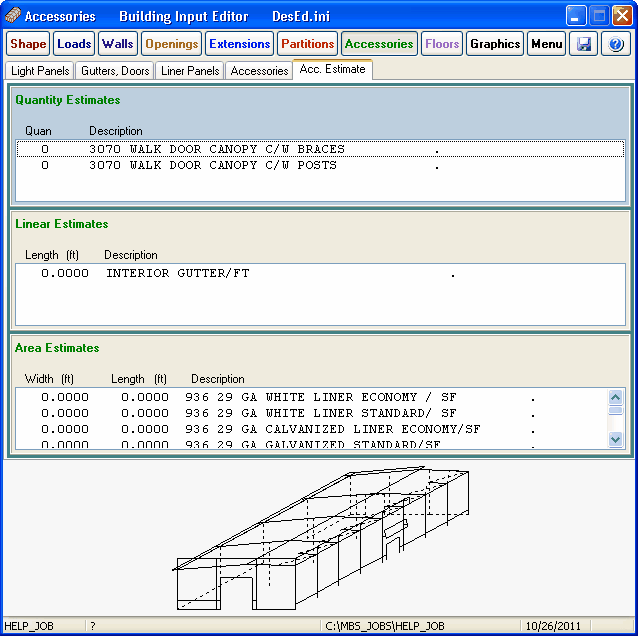 Accessories Building Input Editor DesEd.ini
Shape Loads Walls Openings Extensions Partitions Accessories Floors Graphics Menu ?
Light Panels Gutters, Doors Liner Panels Accessories Acc. Estimate
Quantity Estimates
Quan Description
0 3070 WALK DOOR CANOPY C/W BRACES .
0 3070 WALK DOOR CANOPY C/W POSTS .
Linear Estimates
Length (ft) Description
0.0000 INTERIOR GUTTER/FT .
Area Estimates
Width (ft) Length (ft) Description
0.0000 0.0000 936 29 GA WHITE LINER ECONOMY / SF .
0.0000 0.0000 936 29 GA WHITE LINER STANDARD/ SF .
0.0000 0.0000 936 29 GA CALVANIZED LINER ECONOMY/SF .
0.0000 0.0000 936 29 GA GALVANIZED STANDARD/SF .
HELP_JOB ? C:\MBS_JOBS\HELP_JOB 10/26/2011